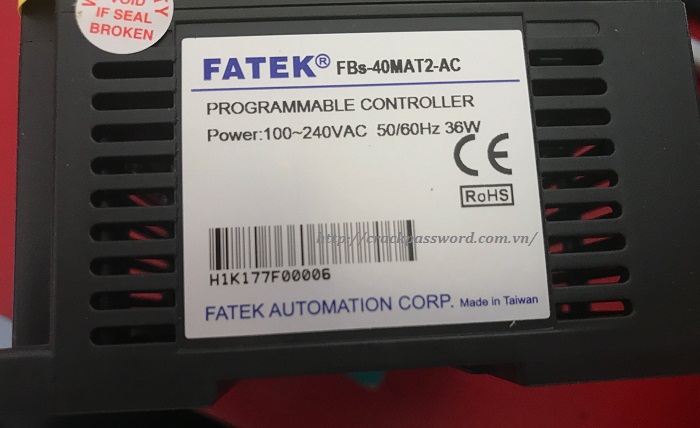 VOID
IF SEAL
BROKEN
FATEK® FBs-40MAT2-AC
PROGRAMMABLE CONTROLLER
Power:100~240VAC 50/60Hz 36W
CE
RoHS
http://crackpassword.com.vn/
H1K177F00006
FATEK AUTOMATION CORP. Made in Taiwan